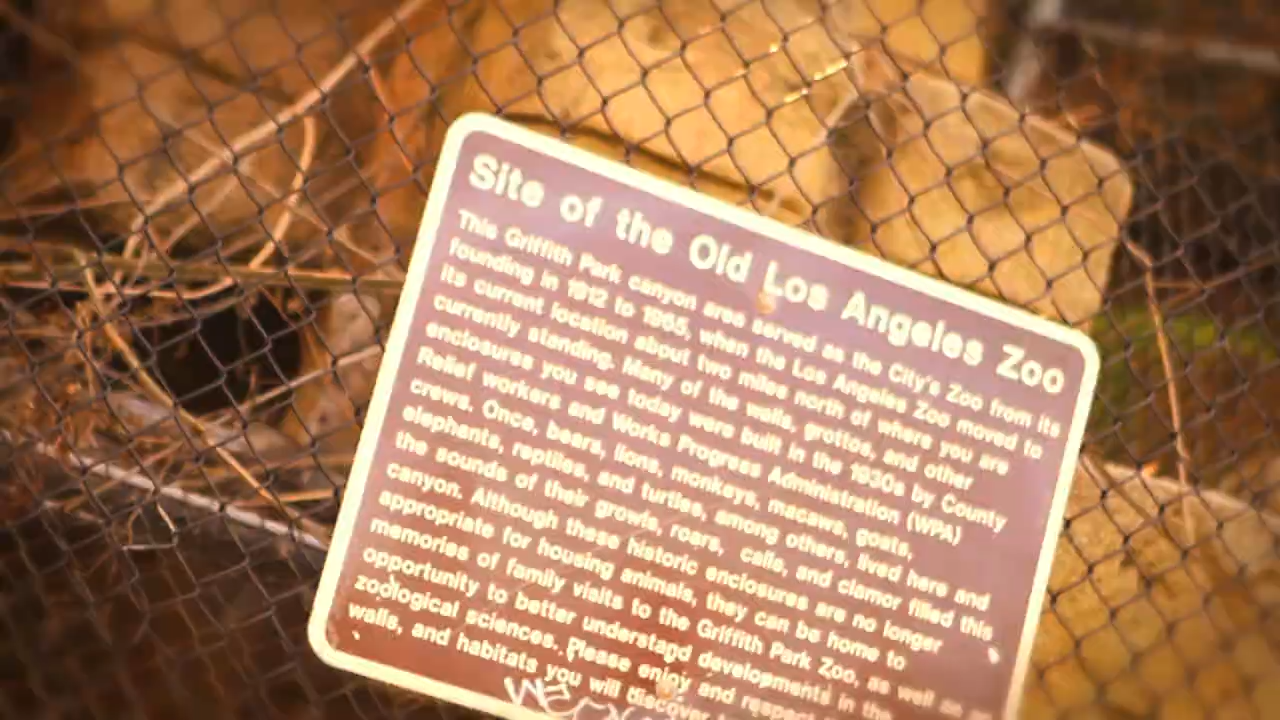 Site of the Old Los Angeles Zoo
This Griffith Park canyon area served as the City's Zoo from its
founding in 1912 to 1965, when the Los Angeles Zoo moved to
its current location about two miles north of where you are
currently standing. Many of the walls, grottos, and other
enclosures you see today were built in the 1930s by County
Relief workers and Works Progress Administration (WPA)
crews. Once, bears, lions, monkeys, macaws, goats,
elephants, reptiles, and turtles, among others, lived here and
the sounds of their growls, roars, calls, and clamor filled this
canyon. Although these historic enclosures are no longer
appropriate for housing animals, they can be home to
memories of family visits to the Griffith Park Zoo, as well as an
opportunity to better understand developments in the
zoological sciences. Please enjoy and respect
walls, and habitats you will discover